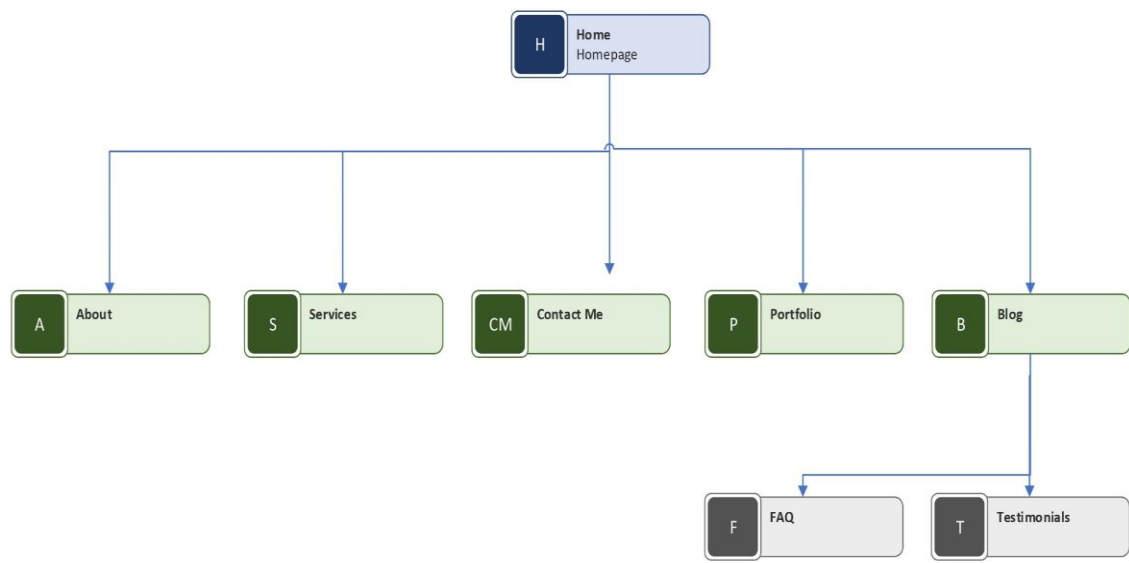 H
Home
Homepage
A
About
S
Services
CM
Contact Me
P
Portfolio
B
Blog
F
FAQ
T
Testimonials